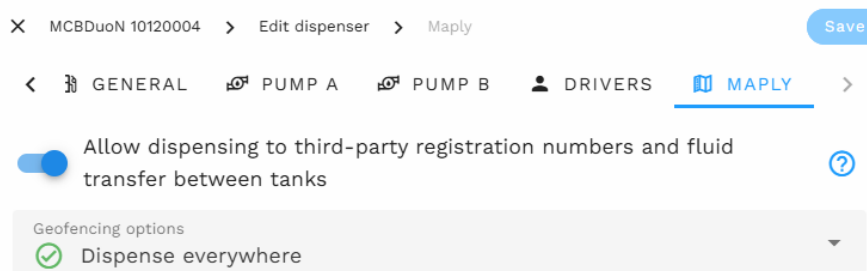 MCBDuoN 10120004 > Edit dispenser > Maply Save
< GENERAL PUMP A PUMP B DRIVERS MAPLY >
Allow dispensing to third-party registration numbers and fluid
transfer between tanks ?
Geofencing options
Dispense everywhere